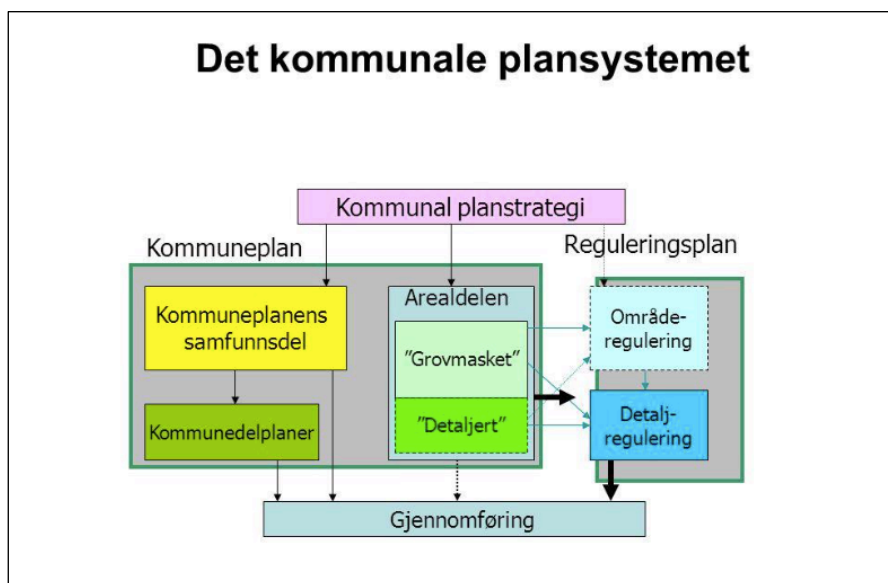 Det kommunale plansystemet
Kommunal planstrategi
Kommuneplan
Reguleringsplan
Kommuneplanens
samfunnsdel
Kommunedelplaner
Arealdelen
”Grovmasket”
”Detaljert”
Område-
regulering
Detalj-
regulering
Gjennomføring